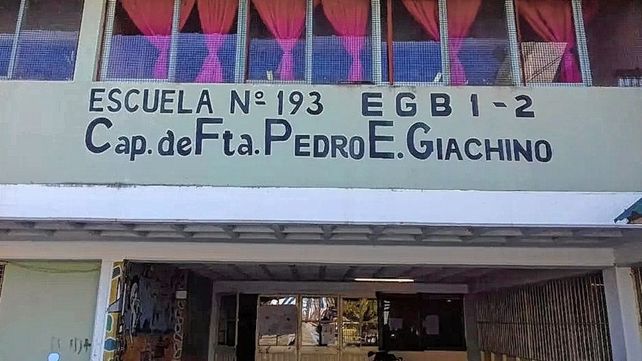 ESCUELA Nº 193 EGB 1-2
Cap. de Fta. PEDRO E. GIACHINO